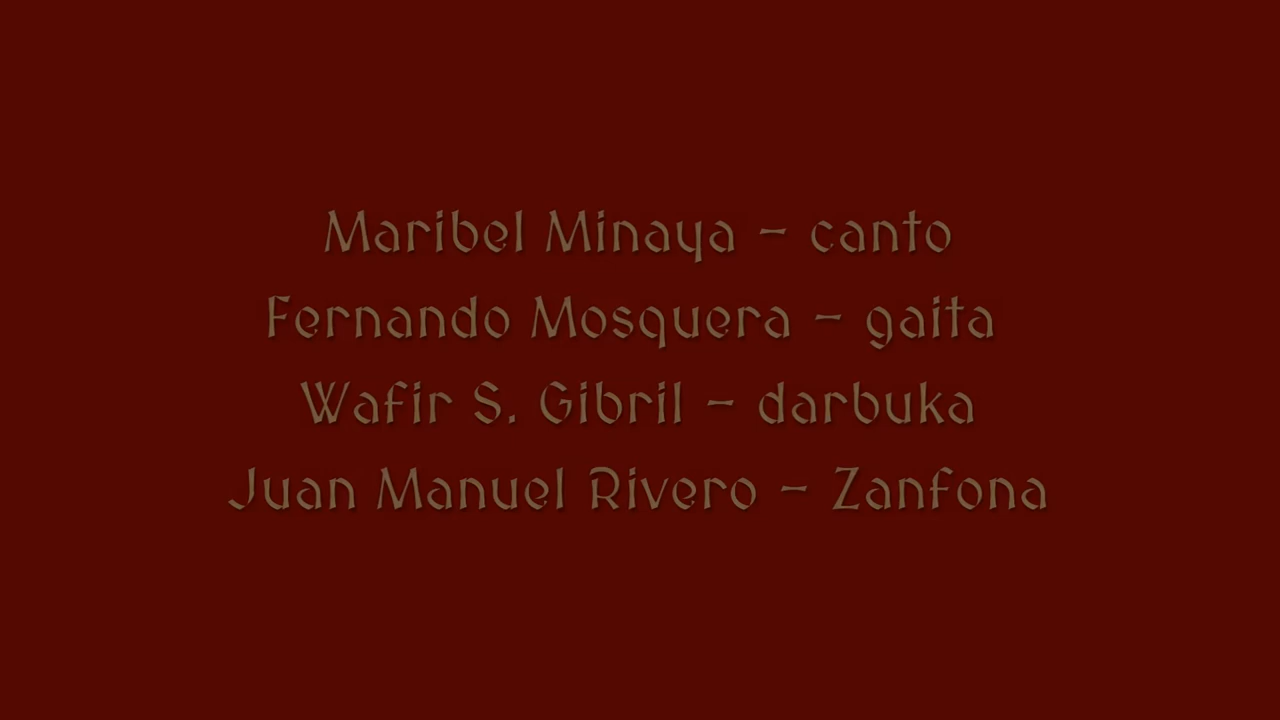 Maribel Minaya - canto
Fernando Mosquera - gaita
Wafir S. Gibril - darbuka
Juan Manuel Rivero - Zanfona